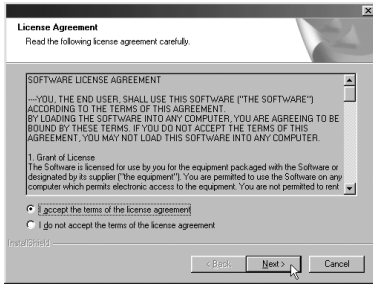 License Agreement
Read the following license agreement carefully.
SOFTWARE LICENSE AGREEMENT
---YOU, THE END USER, SHALL USE THIS SOFTWARE ("THE SOFTWARE")
ACCORDING TO THE TERMS OF THIS AGREEMENT.
BY LOADING THE SOFTWARE INTO ANY COMPUTER, YOU ARE AGREEING TO BE
BOUND BY THESE TERMS. IF YOU DO NOT ACCEPT THE TERMS OF THIS
AGREEMENT, YOU MAY NOT LOAD THIS SOFTWARE INTO ANY COMPUTER.
1. Grant of License
The Software is licensed for use by you for the equipment packaged with the Software or
designated by its supplier ("the equipment"). You are permitted to use the Software on any
computer which permits electronic access to the equipment. You are not permitted to rent
I accept the terms of the license agreement
I do not accept the terms of the license agreement
InstallShield
< Back Next > Cancel